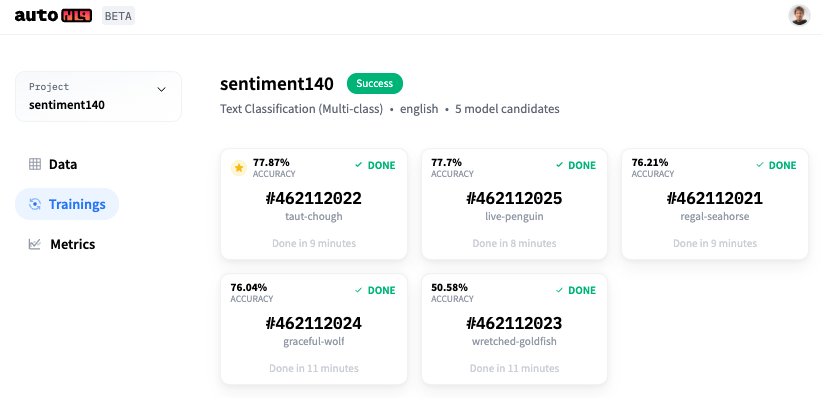 auto NLP BETA
Project
sentiment140
Data
Trainings
Metrics
sentiment140 Success
Text Classification (Multi-class) • english • 5 model candidates
77.87% DONE
ACCURACY
#462112022
taut-chough
Done in 9 minutes
77.7% DONE
ACCURACY
#462112025
live-penguin
Done in 8 minutes
76.21% DONE
ACCURACY
#462112021
regal-seahorse
Done in 9 minutes
76.04% DONE
ACCURACY
#462112024
graceful-wolf
Done in 11 minutes
50.58% DONE
ACCURACY
#462112023
wretched-goldfish
Done in 11 minutes